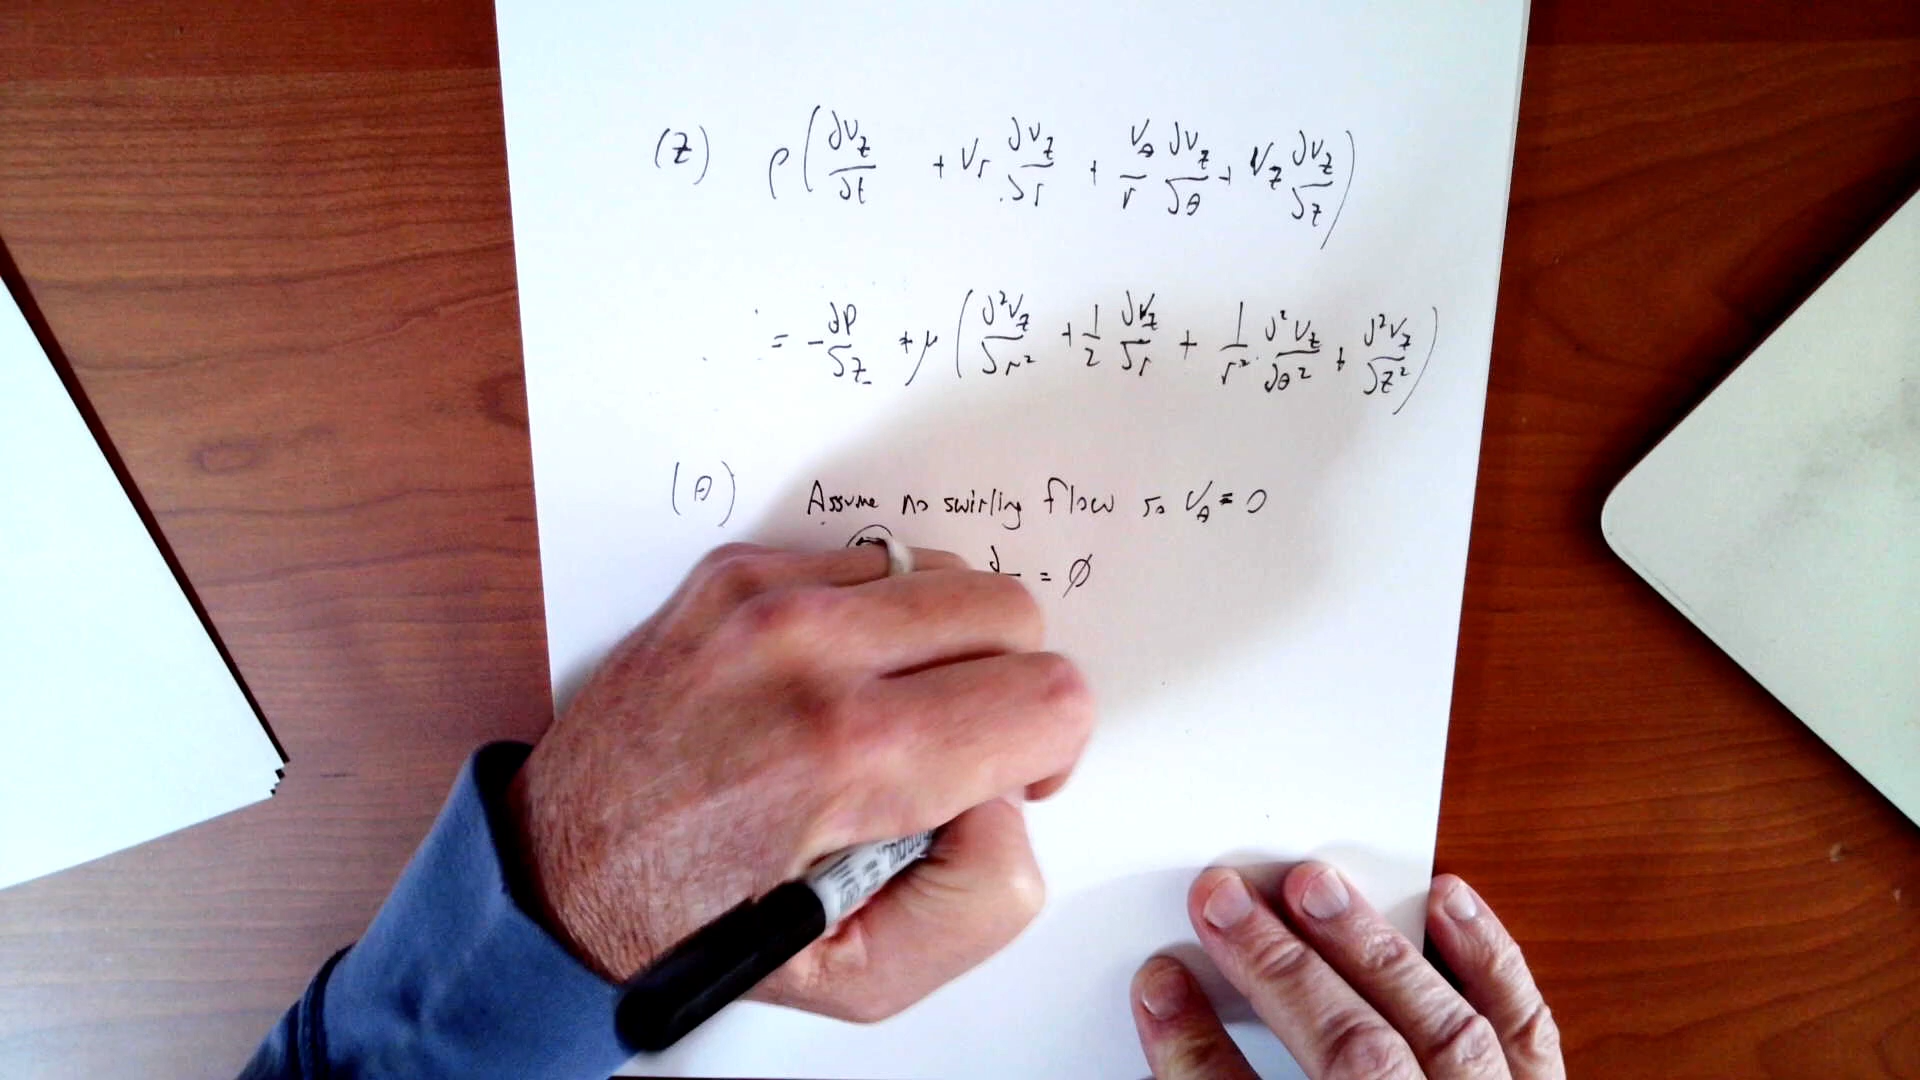 (z) ρ(∂v_z/∂t + v_r ∂v_z/∂r + v_θ/r ∂v_z/∂θ + v_z ∂v_z/∂z)
= -∂P/∂z + μ(∂²v_z/∂r² + 1/2 ∂v_z/∂r + 1/r² ∂²v_z/∂θ² + ∂²v_z/∂z²)
(θ) Assume no swirling flow so V_θ = 0
= ∅